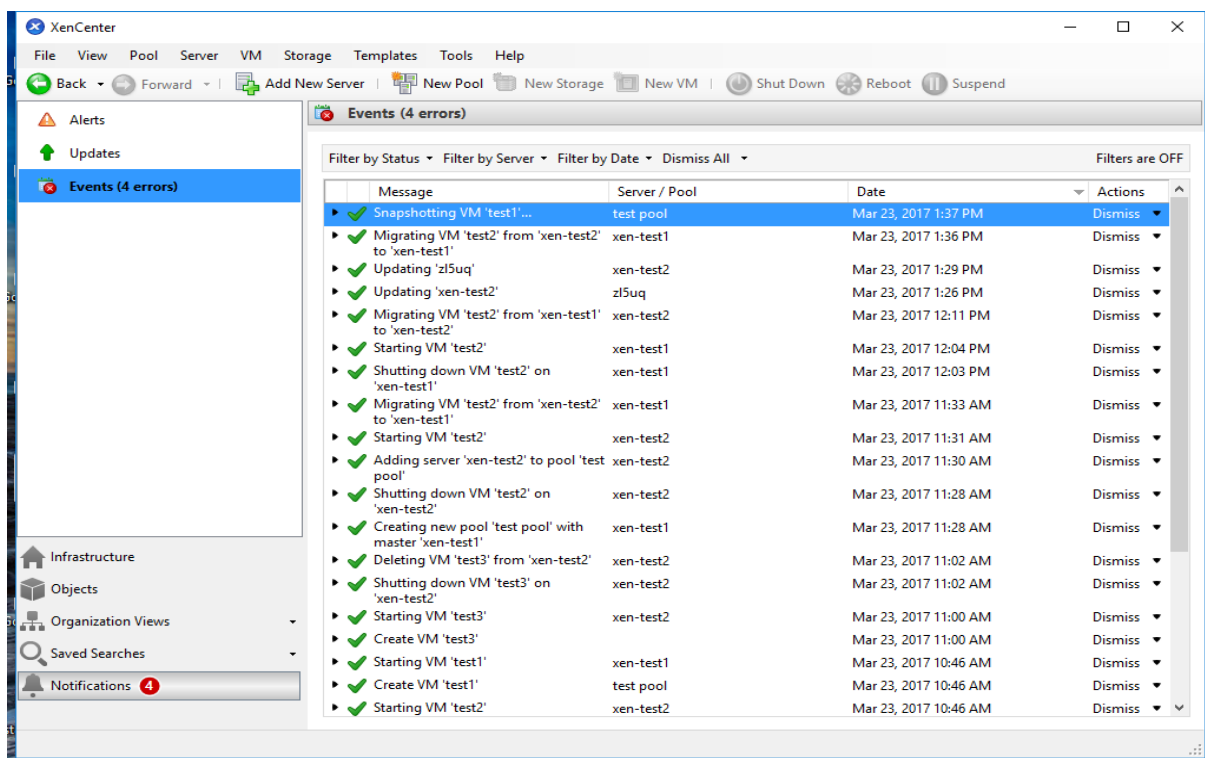 XenCenter
File View Pool Server VM Storage Templates Tools Help
Back Forward Add New Server New Pool New Storage New VM Shut Down Reboot Suspend
Alerts
Updates
Events (4 errors)
Infrastructure
Objects
Organization Views
Saved Searches
Notifications 4
Events (4 errors)
Filter by Status Filter by Server Filter by Date Dismiss All Filters are OFF
Message Server / Pool Date Actions
Snapshotting VM 'test1'... test pool Mar 23, 2017 1:37 PM Dismiss
Migrating VM 'test2' from 'xen-test2' xen-test1 Mar 23, 2017 1:36 PM Dismiss
to 'xen-test1'
Updating 'zl5uq' xen-test2 Mar 23, 2017 1:29 PM Dismiss
Updating 'xen-test2' zl5uq Mar 23, 2017 1:26 PM Dismiss
Migrating VM 'test2' from 'xen-test1' xen-test2 Mar 23, 2017 12:11 PM Dismiss
to 'xen-test2'
Starting VM 'test2' xen-test1 Mar 23, 2017 12:04 PM Dismiss
Shutting down VM 'test2' on xen-test1 Mar 23, 2017 12:03 PM Dismiss
'xen-test1'
Migrating VM 'test2' from 'xen-test2' xen-test1 Mar 23, 2017 11:33 AM Dismiss
to 'xen-test1'
Starting VM 'test2' xen-test2 Mar 23, 2017 11:31 AM Dismiss
Adding server 'xen-test2' to pool 'test xen-test2 Mar 23, 2017 11:30 AM Dismiss
pool'
Shutting down VM 'test2' on xen-test2 Mar 23, 2017 11:28 AM Dismiss
'xen-test2'
Creating new pool 'test pool' with xen-test1 Mar 23, 2017 11:28 AM Dismiss
master 'xen-test1'
Deleting VM 'test3' from 'xen-test2' xen-test2 Mar 23, 2017 11:02 AM Dismiss
Shutting down VM 'test3' on xen-test2 Mar 23, 2017 11:02 AM Dismiss
'xen-test2'
Starting VM 'test3' xen-test2 Mar 23, 2017 11:00 AM Dismiss
Create VM 'test3' Mar 23, 2017 11:00 AM Dismiss
Starting VM 'test1' xen-test1 Mar 23, 2017 10:46 AM Dismiss
Create VM 'test1' test pool Mar 23, 2017 10:46 AM Dismiss
Starting VM 'test2' xen-test2 Mar 23, 2017 10:46 AM Dismiss